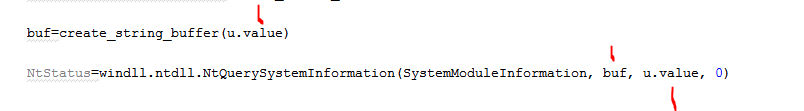 buf=create_string_buffer(u.value)
NtStatus=windll.ntdll.NtQuerySystemInformation(SystemModuleInformation, buf, u.value, 0)